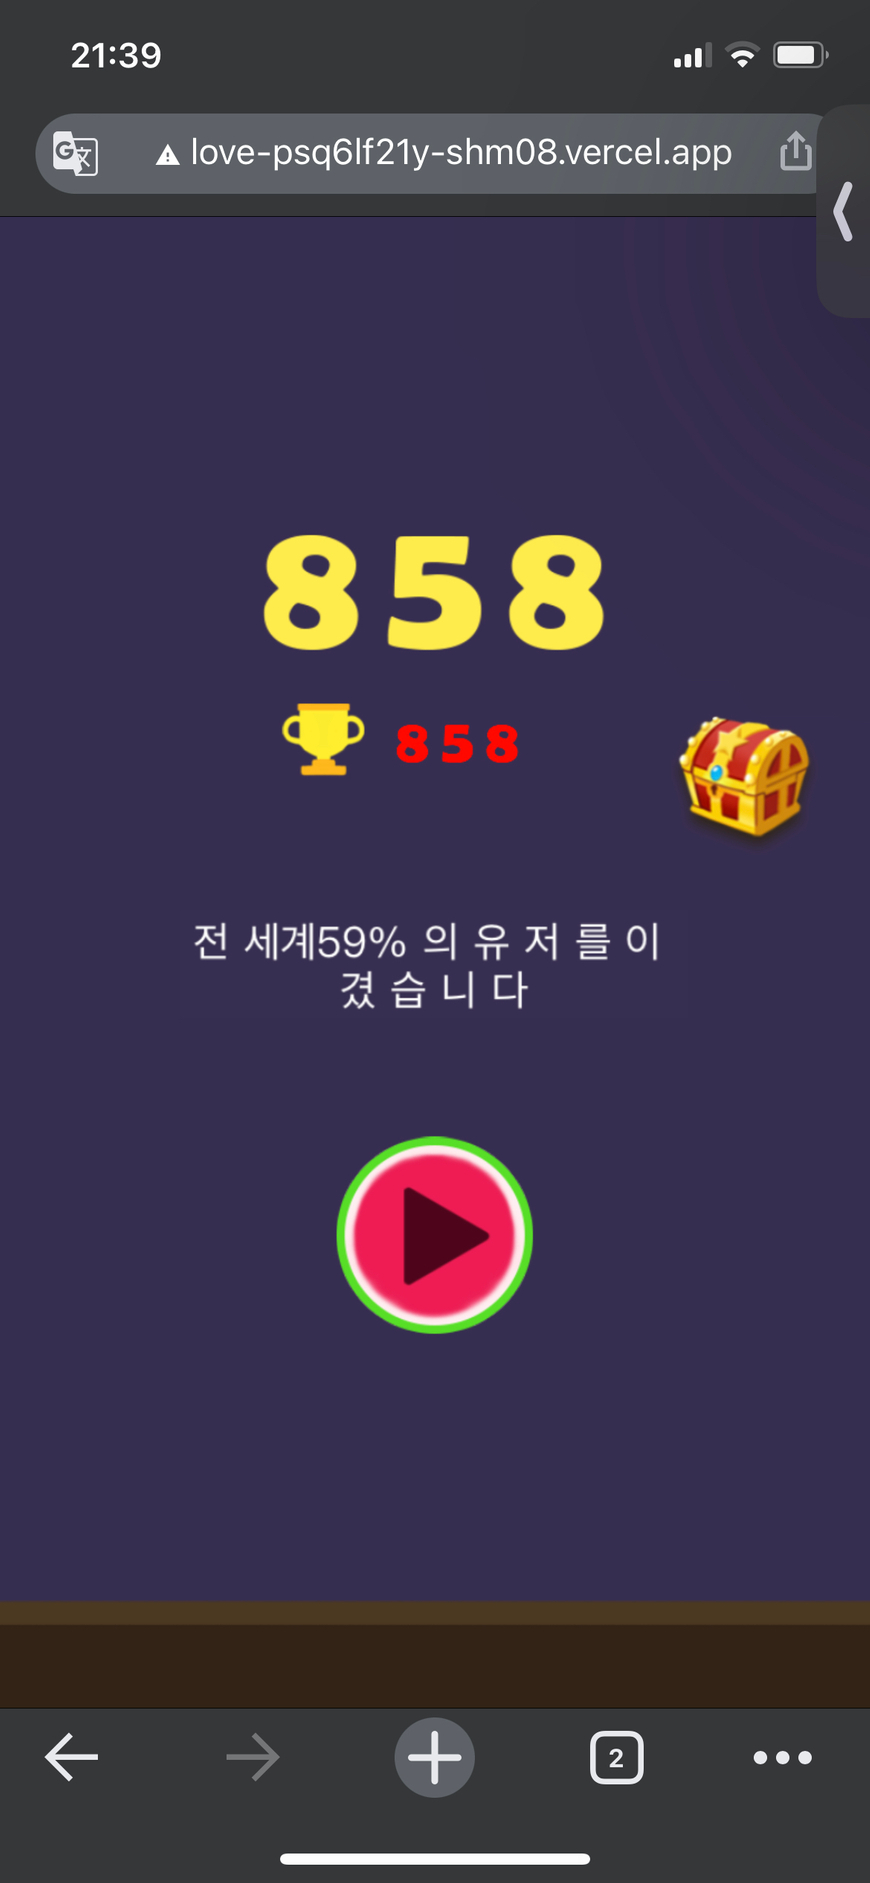 21:39
love-psq6lf21y-shm08.vercel.app
858
858
전 세계59% 의 유 저 를 이
겼 습 니 다
2